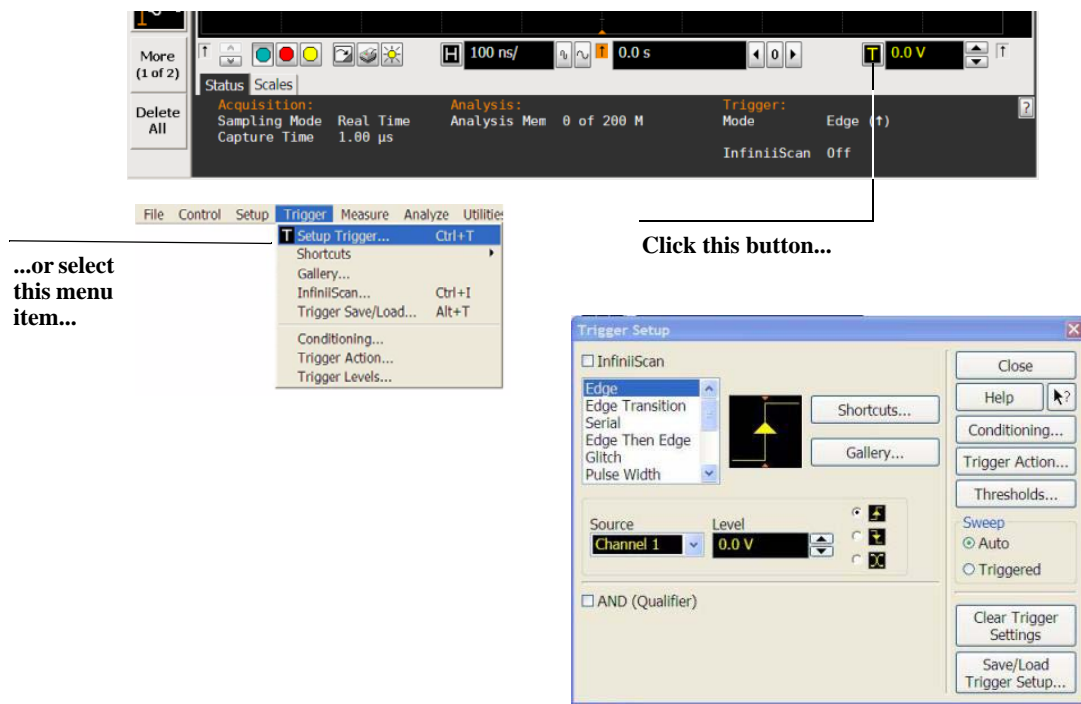 More
(1 of 2)
Delete
All
H 100 ns/ 0.0 s 0 T 0.0 V
Status Scales
Acquisition: Analysis: Trigger:
Sampling Mode Real Time Analysis Mem 0 of 200 M Mode Edge (↑)
Capture Time 1.00 µs
InfiniiScan Off
?
File Control Setup Trigger Measure Analyze Utilities
T Setup Trigger... Ctrl+T
Shortcuts
Gallery...
InfiniiScan... Ctrl+I
Trigger Save/Load... Alt+T
Conditioning...
Trigger Action...
Trigger Levels...
Click this button...
...or select
this menu
item...
Trigger Setup
InfiniiScan
Edge
Edge Transition
Serial
Edge Then Edge
Glitch
Pulse Width
Shortcuts...
Gallery...
Source Level
Channel 1 0.0 V
AND (Qualifier)
Close
Help ?
Conditioning...
Trigger Action...
Thresholds...
Sweep
Auto
Triggered
Clear Trigger
Settings
Save/Load
Trigger Setup...